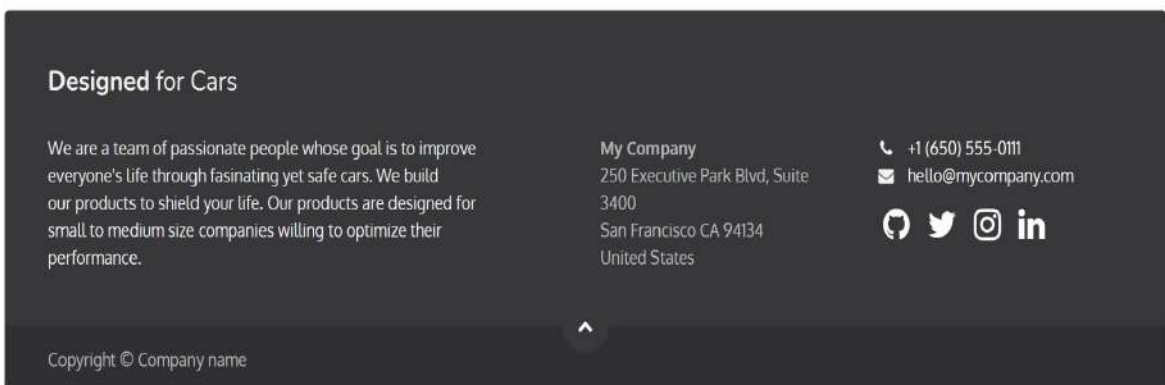 Designed for Cars
We are a team of passionate people whose goal is to improve
everyone's life through fasinating yet safe cars. We build
our products to shield your life. Our products are designed for
small to medium size companies willing to optimize their
performance.
My Company
250 Executive Park Blvd, Suite
3400
San Francisco CA 94134
United States
+1 (650) 555-0111
hello@mycompany.com
Copyright © Company name